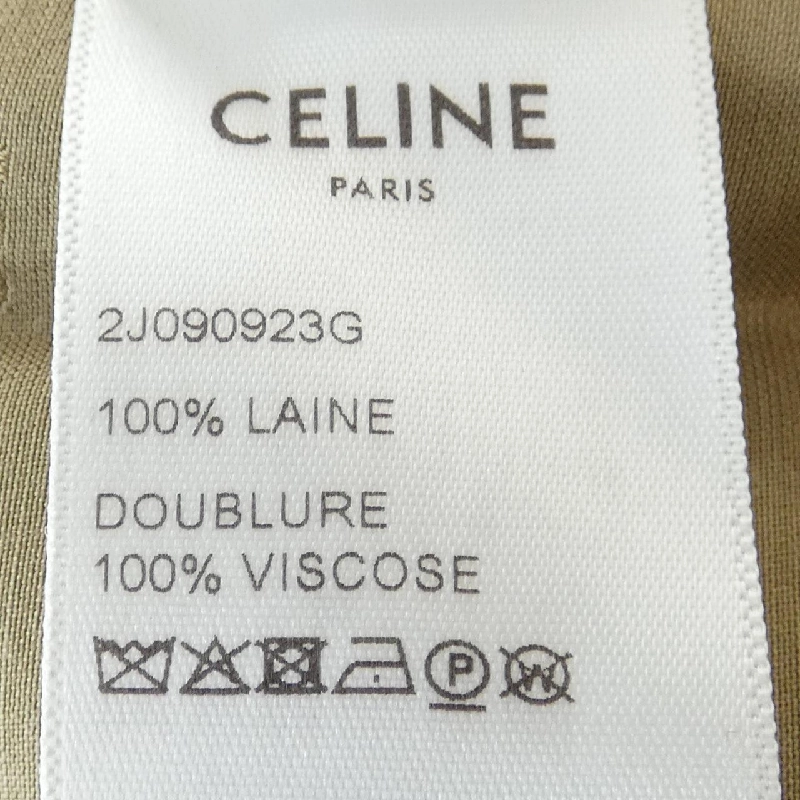 CELINE
PARIS
2J090923G
100% LAINE
DOUBLURE
100% VISCOSE
P W